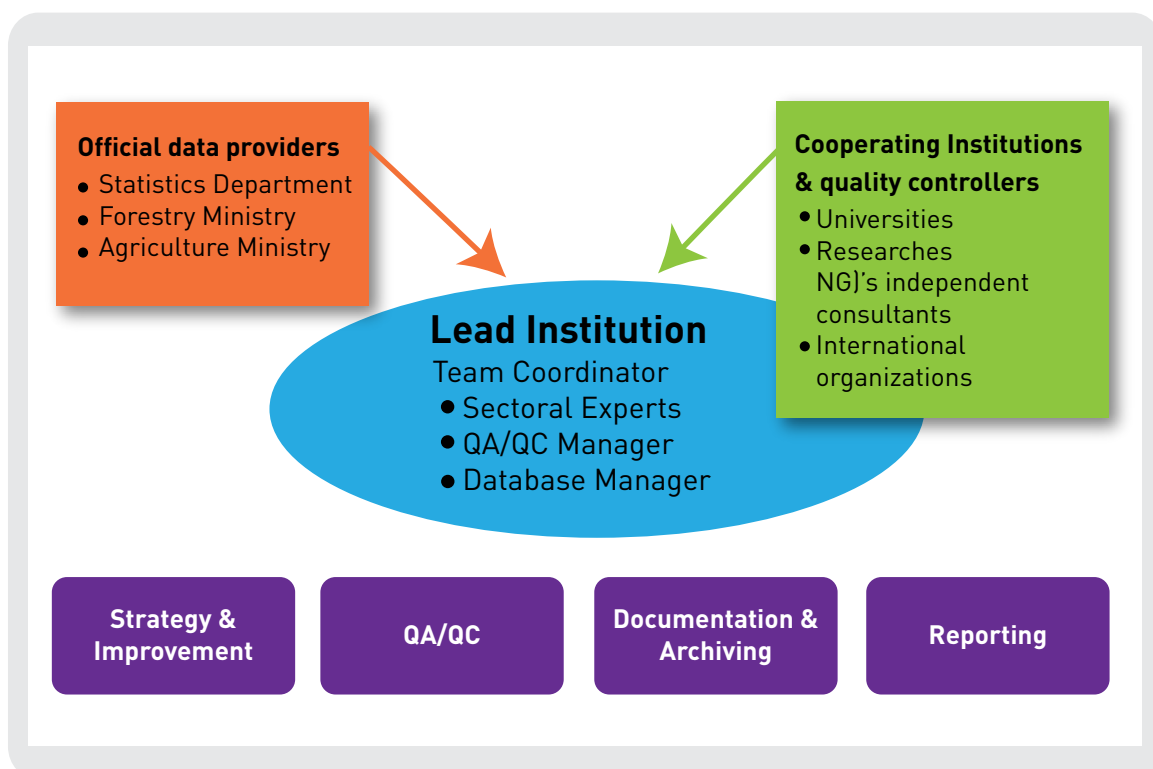 Official data providers
• Statistics Department
• Forestry Ministry
• Agriculture Ministry
Cooperating Institutions
& quality controllers
• Universities
• Researches
NG)'s independent
consultants
• International
organizations
Lead Institution
Team Coordinator
• Sectoral Experts
• QA/QC Manager
• Database Manager
Strategy &
Improvement
QA/QC
Documentation &
Archiving
Reporting